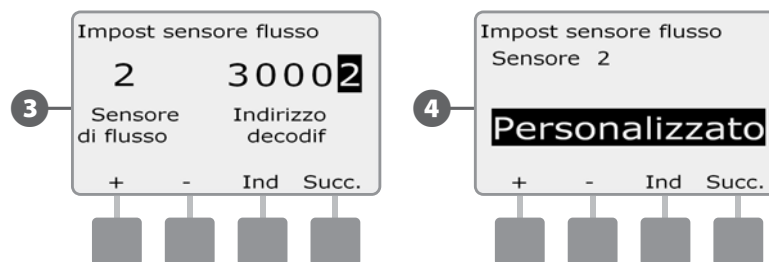 3
Impost sensore flusso
2 30002
Sensore di flusso
Indirizzo decodif
+ - Ind Succ.
4
Impost sensore flusso
Sensore 2
Personalizzato
+ - Ind Succ.